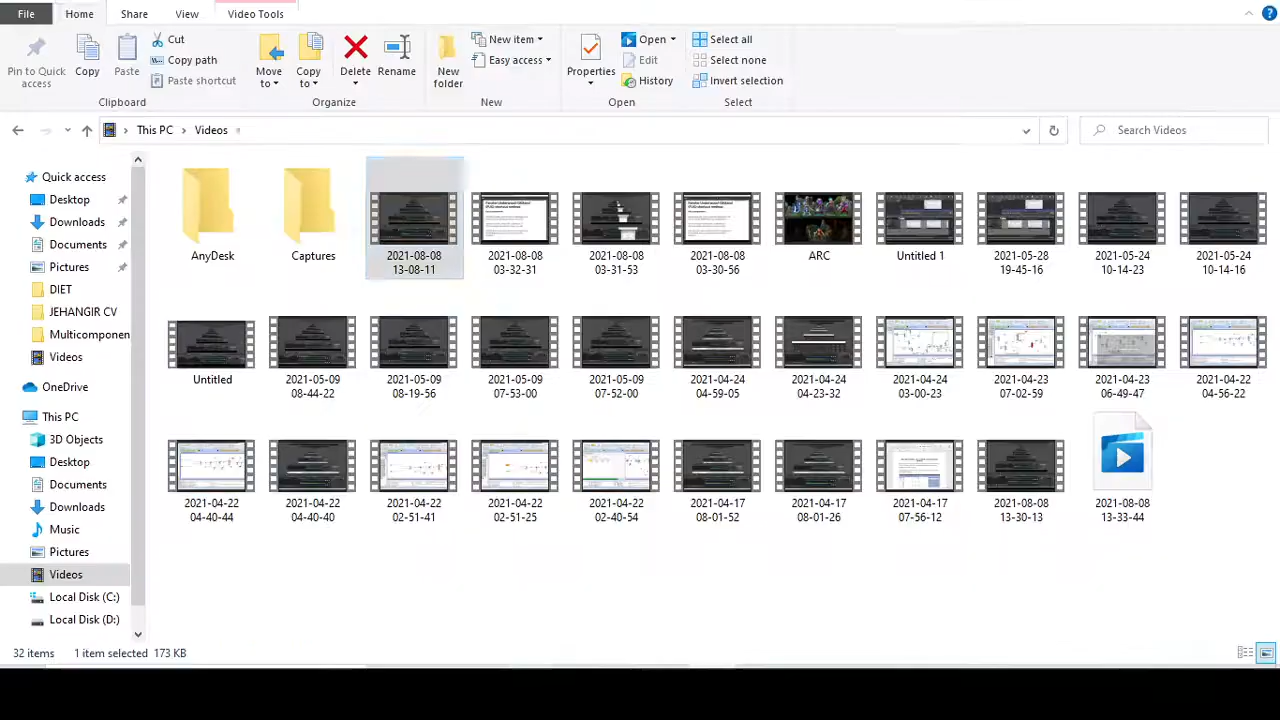 File Home Share View Video Tools
Pin to Quick access
Copy
Paste
Cut
Copy path
Paste shortcut
Clipboard
Move to
Copy to
Delete
Rename
Organize
New folder
New item
Easy access
New
Properties
Open
Edit
History
Open
Select all
Select none
Invert selection
Select
This PC Videos
Search Videos
Quick access
Desktop
Downloads
Documents
Pictures
DIET
JEHANGIR CV
Multicomponen
Videos
OneDrive
This PC
3D Objects
Desktop
Documents
Downloads
Music
Pictures
Videos
Local Disk (C:)
Local Disk (D:)
AnyDesk
Captures
2021-08-08
13-08-11
2021-08-08
03-32-31
2021-08-08
03-31-53
2021-08-08
03-30-56
ARC
Untitled 1
2021-05-28
19-45-16
2021-05-24
10-14-23
2021-05-24
10-14-16
Untitled
2021-05-09
08-44-22
2021-05-09
08-19-56
2021-05-09
07-53-00
2021-05-09
07-52-00
2021-04-24
04-59-05
2021-04-24
04-23-32
2021-04-24
03-00-23
2021-04-23
07-02-59
2021-04-23
06-49-47
2021-04-22
04-56-22
2021-04-22
04-40-44
2021-04-22
04-40-40
2021-04-22
02-51-41
2021-04-22
02-51-25
2021-04-22
02-40-54
2021-04-17
08-01-52
2021-04-17
08-01-26
2021-04-17
07-56-12
2021-08-08
13-30-13
2021-08-08
13-33-44
32 items 1 item selected 173 KB